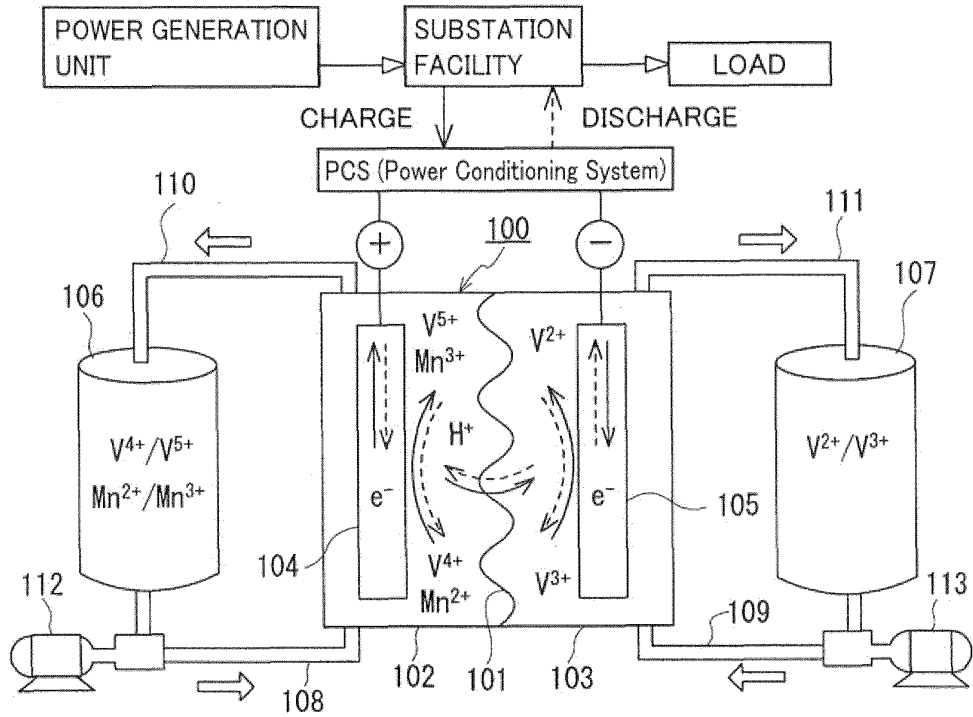 POWER GENERATION
UNIT
SUBSTATION
FACILITY
LOAD
CHARGE
DISCHARGE
PCS (Power Conditioning System)
110
111
+
−
100
106
107
V⁵⁺
Mn³⁺
V²⁺
V⁴⁺/V⁵⁺
Mn²⁺/Mn³⁺
H⁺
V²⁺/V³⁺
e⁻
e⁻
105
104
V⁴⁺
Mn²⁺
V³⁺
112
113
109
108
102
101
103